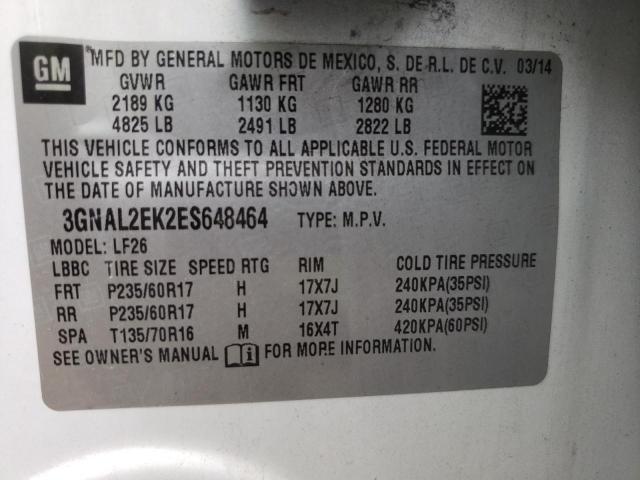 GM
MFD BY GENERAL MOTORS DE MEXICO, S. DE R.L. DE C.V. 03/14
GVWR GAWR FRT GAWR RR
2189 KG 1130 KG 1280 KG
4825 LB 2491 LB 2822 LB
THIS VEHICLE CONFORMS TO ALL APPLICABLE U.S. FEDERAL MOTOR
VEHICLE SAFETY AND THEFT PREVENTION STANDARDS IN EFFECT ON
THE DATE OF MANUFACTURE SHOWN ABOVE.
3GNAL2EK2ES648464 TYPE: M.P.V.
MODEL: LF26
LBBC TIRE SIZE SPEED RTG RIM COLD TIRE PRESSURE
FRT P235/60R17 H 17X7J 240KPA(35PSI)
RR P235/60R17 H 17X7J 240KPA(35PSI)
SPA T135/70R16 M 16X4T 420KPA(60PSI)
SEE OWNER'S MANUAL FOR MORE INFORMATION.